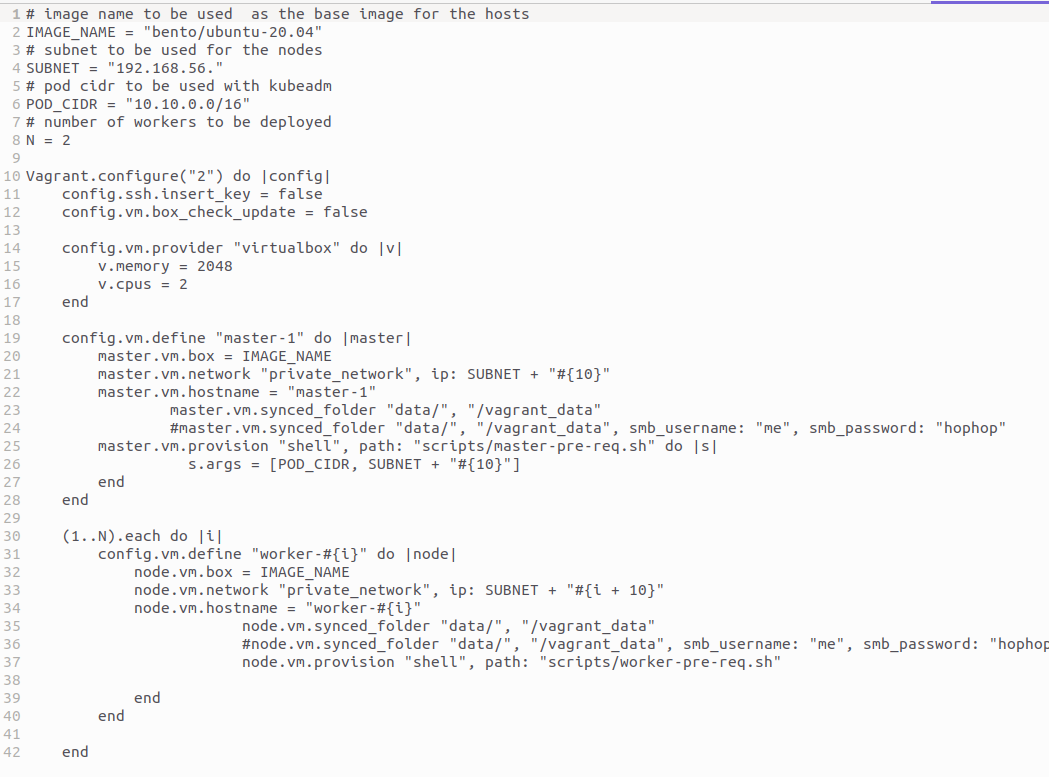 1 # image name to be used  as the base image for the hosts
2 IMAGE_NAME = "bento/ubuntu-20.04"
3 # subnet to be used for the nodes
4 SUBNET = "192.168.56."
5 # pod cidr to be used with kubeadm
6 POD_CIDR = "10.10.0.0/16"
7 # number of workers to be deployed
8 N = 2
9
10 Vagrant.configure("2") do |config|
11     config.ssh.insert_key = false
12     config.vm.box_check_update = false
13
14     config.vm.provider "virtualbox" do |v|
15         v.memory = 2048
16         v.cpus = 2
17     end
18
19     config.vm.define "master-1" do |master|
20         master.vm.box = IMAGE_NAME
21         master.vm.network "private_network", ip: SUBNET + "#{10}"
22         master.vm.hostname = "master-1"
23                 master.vm.synced_folder "data/", "/vagrant_data"
24                 #master.vm.synced_folder "data/", "/vagrant_data", smb_username: "me", smb_password: "hophop"
25         master.vm.provision "shell", path: "scripts/master-pre-req.sh" do |s|
26                   s.args = [POD_CIDR, SUBNET + "#{10}"]
27         end
28     end
29
30     (1..N).each do |i|
31         config.vm.define "worker-#{i}" do |node|
32             node.vm.box = IMAGE_NAME
33             node.vm.network "private_network", ip: SUBNET + "#{i + 10}"
34             node.vm.hostname = "worker-#{i}"
35                         node.vm.synced_folder "data/", "/vagrant_data"
36                         #node.vm.synced_folder "data/", "/vagrant_data", smb_username: "me", smb_password: "hophop
37                         node.vm.provision "shell", path: "scripts/worker-pre-req.sh"
38
39             end
40         end
41
42     end